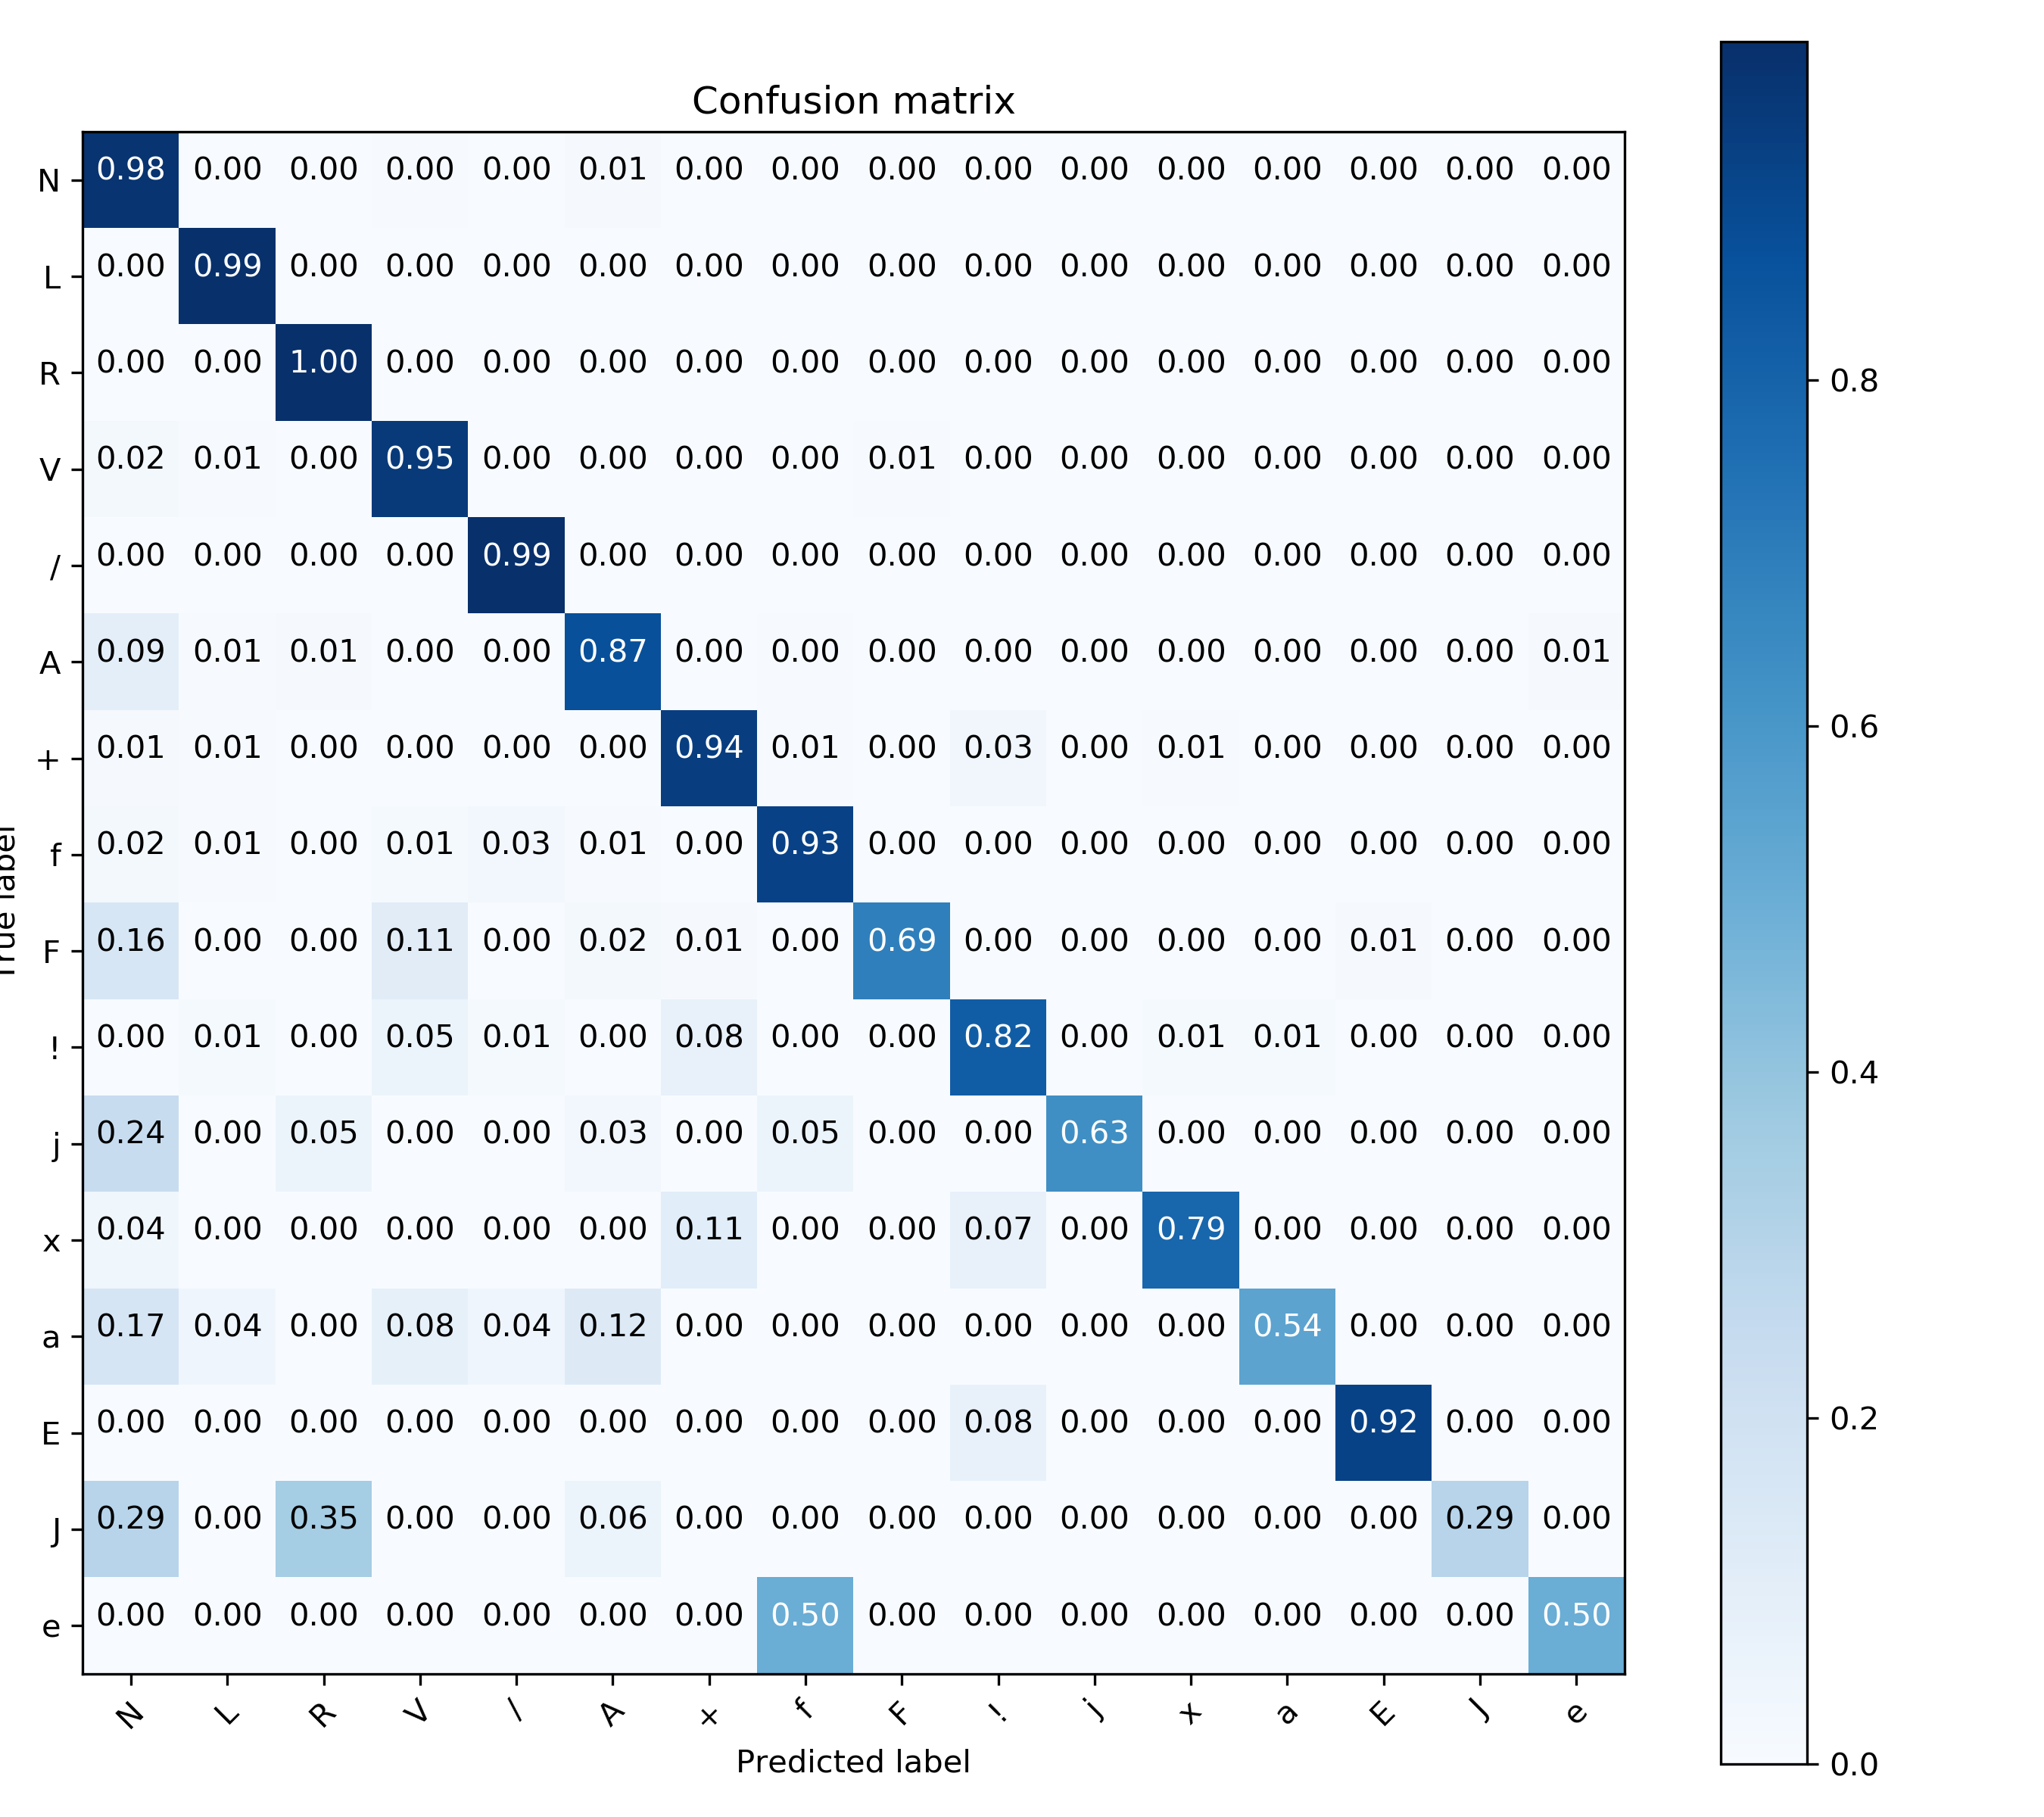 Confusion matrix
N 0.98 0.00 0.00 0.00 0.00 0.01 0.00 0.00 0.00 0.00 0.00 0.00 0.00 0.00 0.00 0.00
L 0.00 0.99 0.00 0.00 0.00 0.00 0.00 0.00 0.00 0.00 0.00 0.00 0.00 0.00 0.00 0.00
R 0.00 0.00 1.00 0.00 0.00 0.00 0.00 0.00 0.00 0.00 0.00 0.00 0.00 0.00 0.00 0.00
V 0.02 0.01 0.00 0.95 0.00 0.00 0.00 0.00 0.01 0.00 0.00 0.00 0.00 0.00 0.00 0.00
/ 0.00 0.00 0.00 0.00 0.99 0.00 0.00 0.00 0.00 0.00 0.00 0.00 0.00 0.00 0.00 0.00
A 0.09 0.01 0.01 0.00 0.00 0.87 0.00 0.00 0.00 0.00 0.00 0.00 0.00 0.00 0.00 0.01
+ 0.01 0.01 0.00 0.00 0.00 0.00 0.94 0.01 0.00 0.03 0.00 0.01 0.00 0.00 0.00 0.00
f 0.02 0.01 0.00 0.01 0.03 0.01 0.00 0.93 0.00 0.00 0.00 0.00 0.00 0.00 0.00 0.00
F 0.16 0.00 0.00 0.11 0.00 0.02 0.01 0.00 0.69 0.00 0.00 0.00 0.00 0.01 0.00 0.00
! 0.00 0.01 0.00 0.05 0.01 0.00 0.08 0.00 0.00 0.82 0.00 0.01 0.01 0.00 0.00 0.00
j 0.24 0.00 0.05 0.00 0.00 0.03 0.00 0.05 0.00 0.00 0.63 0.00 0.00 0.00 0.00 0.00
x 0.04 0.00 0.00 0.00 0.00 0.00 0.11 0.00 0.00 0.07 0.00 0.79 0.00 0.00 0.00 0.00
a 0.17 0.04 0.00 0.08 0.04 0.12 0.00 0.00 0.00 0.00 0.00 0.00 0.54 0.00 0.00 0.00
E 0.00 0.00 0.00 0.00 0.00 0.00 0.00 0.00 0.00 0.08 0.00 0.00 0.00 0.92 0.00 0.00
J 0.29 0.00 0.35 0.00 0.00 0.06 0.00 0.00 0.00 0.00 0.00 0.00 0.00 0.00 0.29 0.00
e 0.00 0.00 0.00 0.00 0.00 0.00 0.00 0.50 0.00 0.00 0.00 0.00 0.00 0.00 0.00 0.50
N L R V / A + f F ! j x a E J e
Predicted label
True label
0.8
0.6
0.4
0.2
0.0